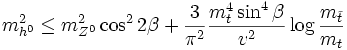 m_{h^0}^2 \leq m_{Z^0}^2 \cos^2 2\beta + \frac{3}{\pi^2} \frac{m_t^4 \sin^4 \beta}{v^2} \log \frac{m_{\tilde{t}}}{m_t}